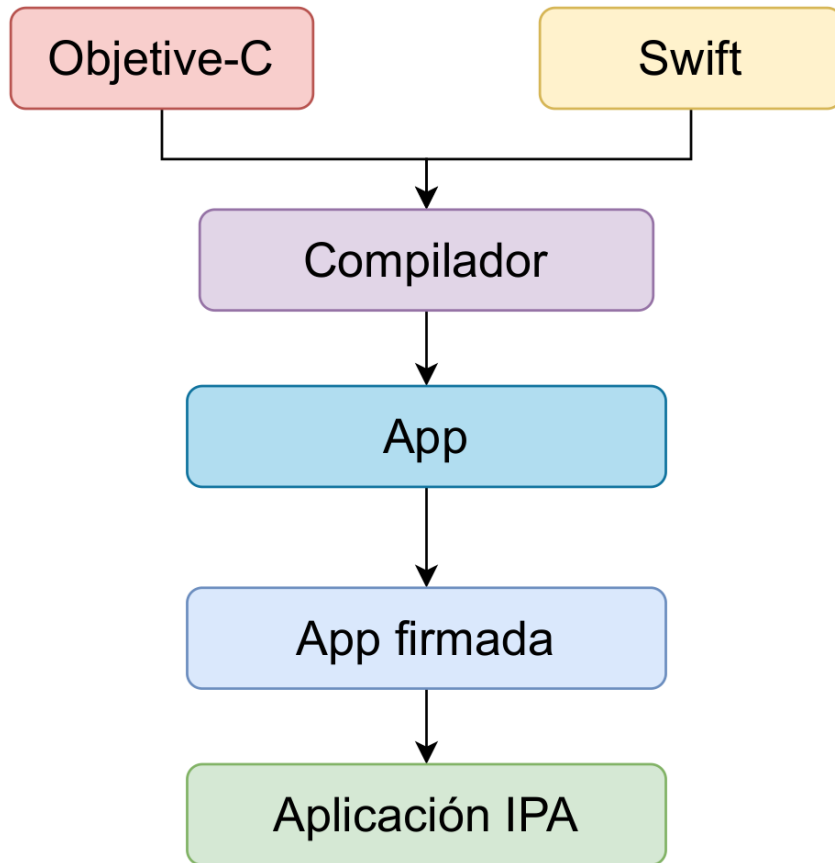 Objetive-C
Swift
Compilador
App
App firmada
Aplicación IPA